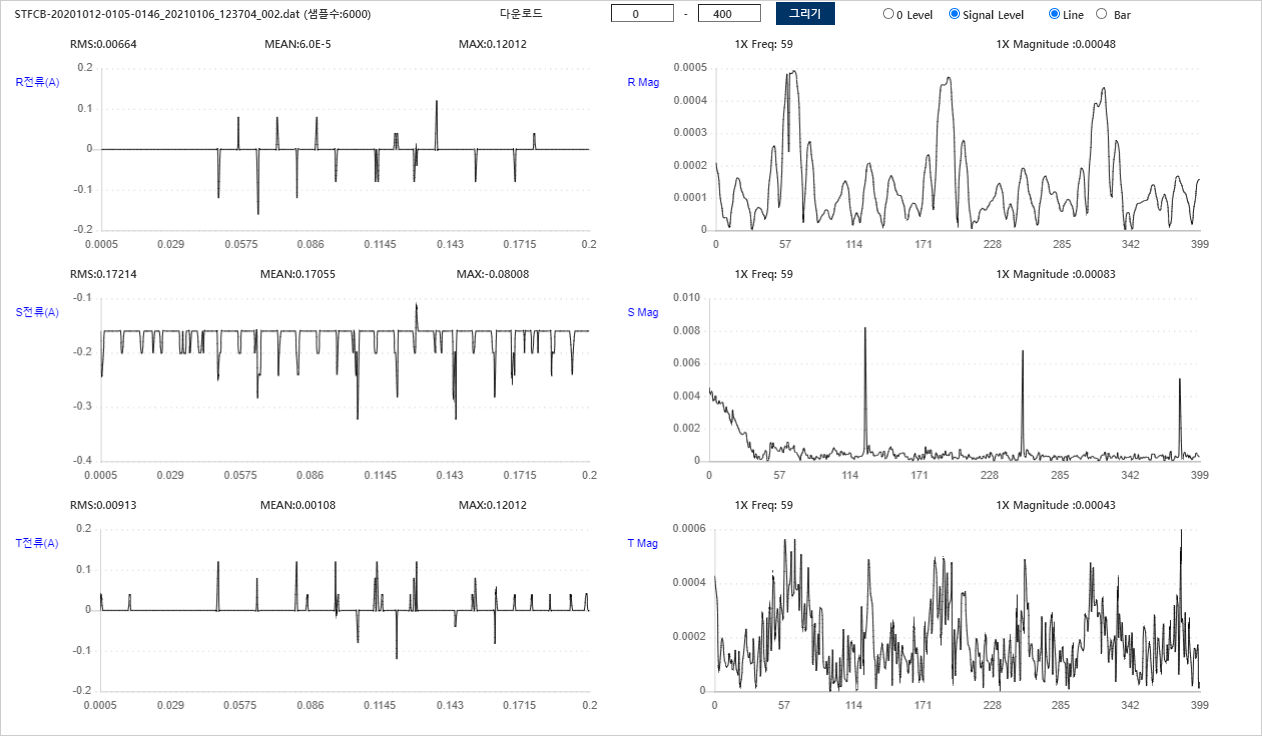 STFCB-20201012-0105-0146_20210106_123704_002.dat (샘플수:6000) 다운로드 0 - 400 그리기 0 Level Signal Level Line Bar
RMS:0.00664 MEAN:6.0E-5 MAX:0.12012 1X Freq: 59 1X Magnitude :0.00048
R전류(A)
0.2
0.1
0
-0.1
-0.2
0.0005 0.029 0.0575 0.086 0.1145 0.143 0.1715 0.2
R Mag
0.0005
0.0004
0.0003
0.0002
0.0001
0
0 57 114 171 228 285 342 399
RMS:0.17214 MEAN:0.17055 MAX:-0.08008 1X Freq: 59 1X Magnitude :0.00083
S전류(A)
-0.1
-0.2
-0.3
-0.4
0.0005 0.029 0.0575 0.086 0.1145 0.143 0.1715 0.2
S Mag
0.010
0.008
0.006
0.004
0.002
0
0 57 114 171 228 285 342 399
RMS:0.00913 MEAN:0.00108 MAX:0.12012 1X Freq: 59 1X Magnitude :0.00043
T전류(A)
0.2
0.1
0
-0.1
-0.2
0.0005 0.029 0.0575 0.086 0.1145 0.143 0.1715 0.2
T Mag
0.0006
0.0004
0.0002
0
0 57 114 171 228 285 342 399